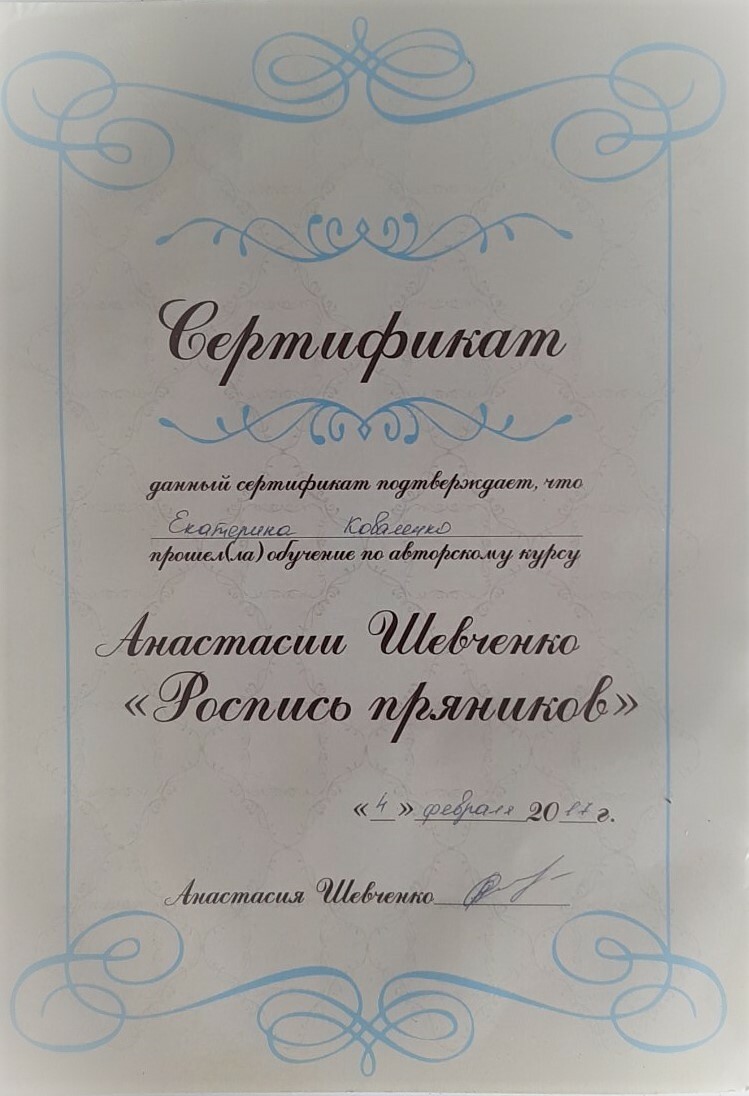 Сертификат
данный сертификат подтверждает, что
Екатерина Коваленко
прошел(ла) обучение по авторскому курсу
Анастасии Шевченко
«Роспись пряников»
«4» февраля 2017 г.
Анастасия Шевченко